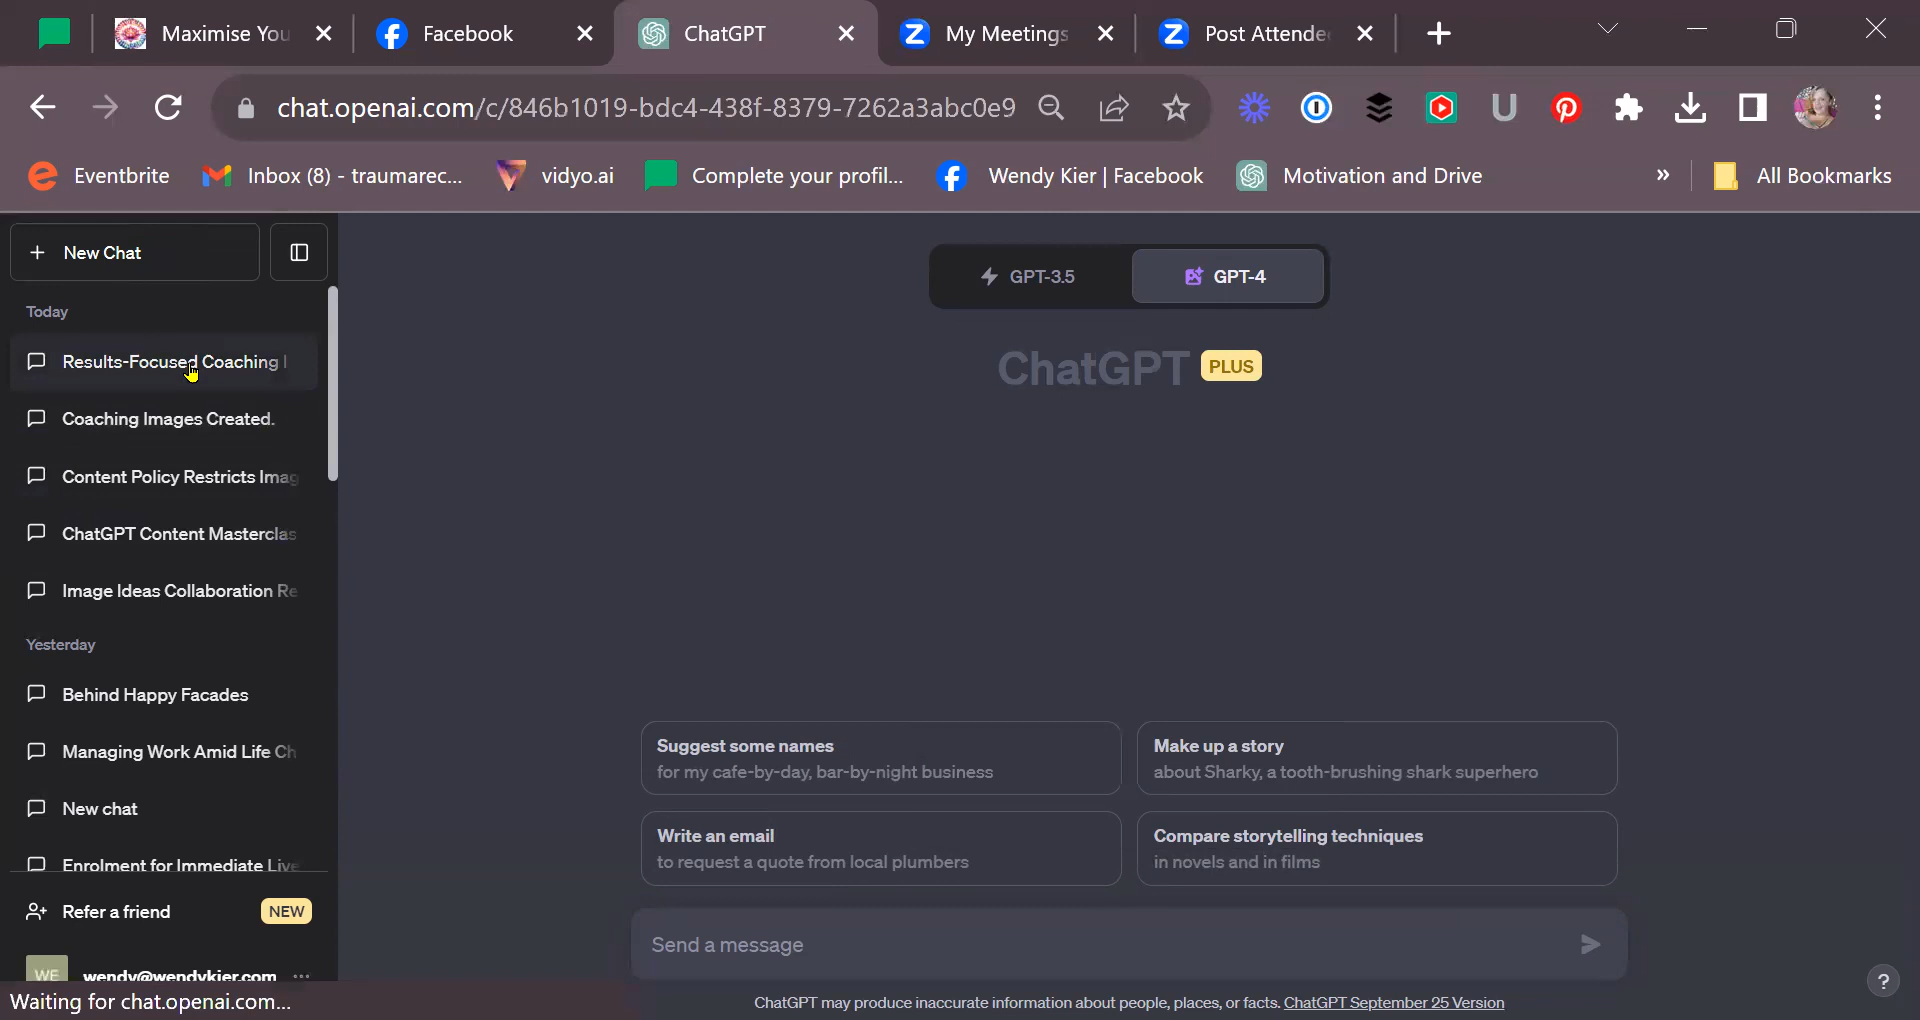 Maximise You
Facebook
ChatGPT
My Meetings
Post Attende
chat.openai.com/c/846b1019-bdc4-438f-8379-7262a3abc0e9
Eventbrite
Inbox (8) - traumarec...
vidyo.ai
Complete your profil...
Wendy Kier | Facebook
Motivation and Drive
»
All Bookmarks
+ New Chat
GPT-3.5
GPT-4
Today
Results-Focused Coaching I
ChatGPT PLUS
Coaching Images Created.
Content Policy Restricts Imag
ChatGPT Content Masterclas
Image Ideas Collaboration Re
Yesterday
Behind Happy Facades
Managing Work Amid Life Ch
New chat
Enrolment for Immediate Live
Suggest some names
for my cafe-by-day, bar-by-night business
Make up a story
about Sharky, a tooth-brushing shark superhero
Write an email
to request a quote from local plumbers
Compare storytelling techniques
in novels and in films
Refer a friend
NEW
Send a message
WE
wendy@wendykier.com
...
?
Waiting for chat.openai.com...
ChatGPT may produce inaccurate information about people, places, or facts. ChatGPT September 25 Version